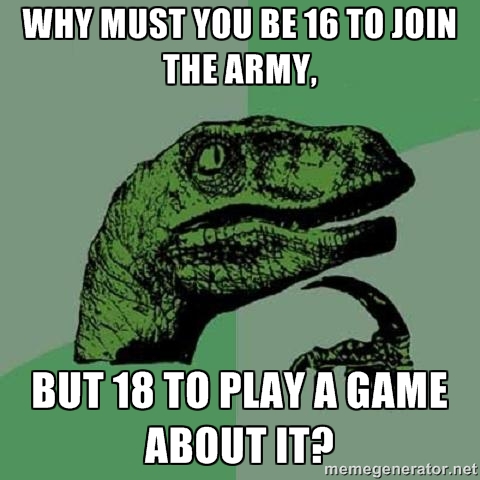 WHY MUST YOU BE 16 TO JOIN
THE ARMY,
BUT 18 TO PLAY A GAME
ABOUT IT?
memegenerator.net